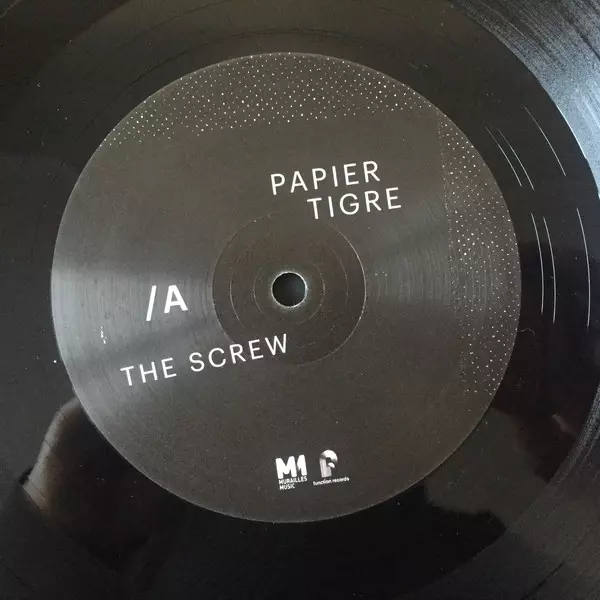 PAPIER
TIGRE
/A
THE SCREW
M1
MURAILLES
MUSIC
function records